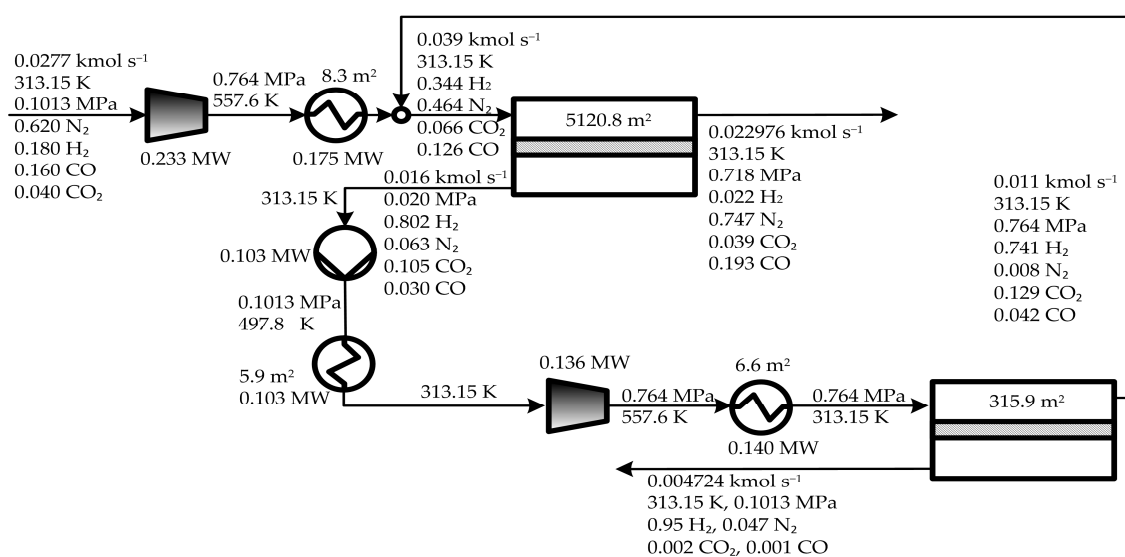 0.0277 kmol s⁻¹
313.15 K
0.1013 MPa
0.620 N₂
0.180 H₂
0.160 CO
0.040 CO₂
0.233 MW
0.764 MPa
557.6 K
8.3 m²
0.175 MW
0.039 kmol s⁻¹
313.15 K
0.344 H₂
0.464 N₂
0.066 CO₂
0.126 CO
5120.8 m²
0.022976 kmol s⁻¹
313.15 K
0.718 MPa
0.022 H₂
0.747 N₂
0.039 CO₂
0.193 CO
0.011 kmol s⁻¹
313.15 K
0.764 MPa
0.741 H₂
0.008 N₂
0.129 CO₂
0.042 CO
313.15 K
0.016 kmol s⁻¹
0.020 MPa
0.802 H₂
0.063 N₂
0.105 CO₂
0.030 CO
0.103 MW
0.1013 MPa
497.8 K
5.9 m²
0.103 MW
313.15 K
0.136 MW
0.764 MPa
557.6 K
6.6 m²
0.140 MW
0.764 MPa
313.15 K
315.9 m²
0.004724 kmol s⁻¹
313.15 K, 0.1013 MPa
0.95 H₂, 0.047 N₂
0.002 CO₂, 0.001 CO